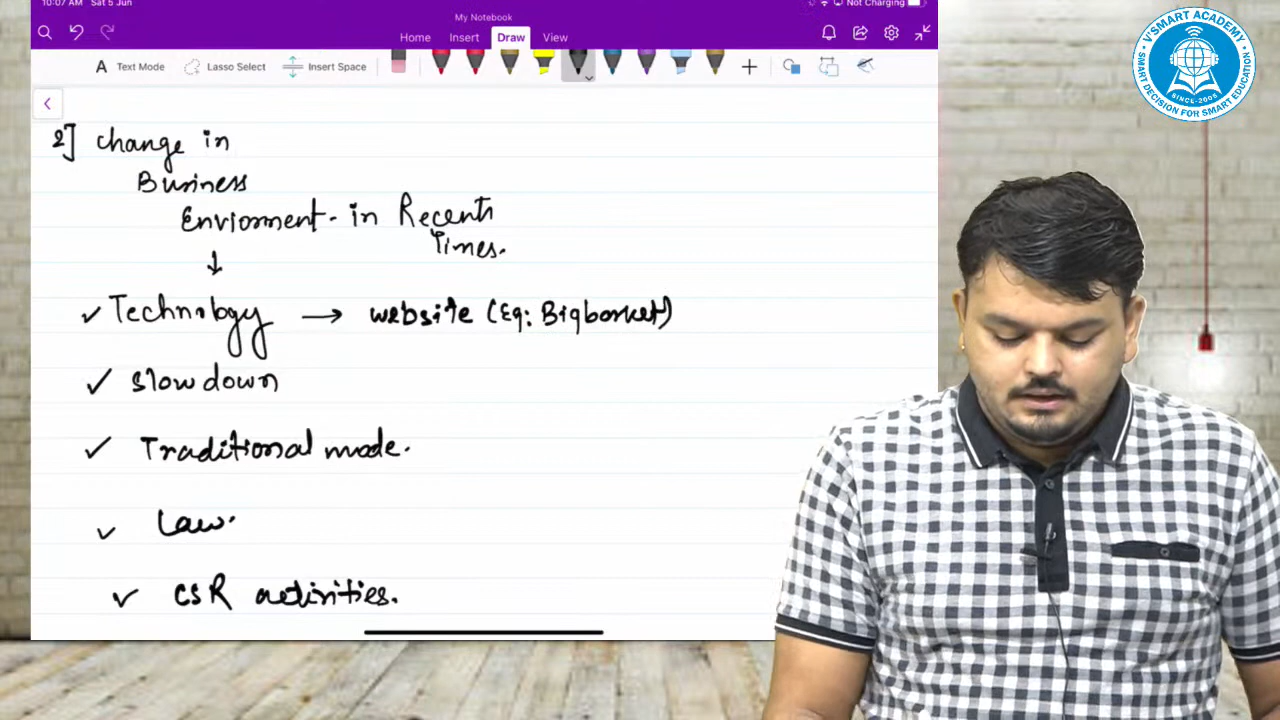 10:07 AM Sat 5 Jun
Not Charging
My Notebook
Home Insert Draw View
A Text Mode Lasso Select Insert Space
2] Change in
Business
Enviorment - in Recent
Times.
✓ Technology → website (Eg: Bigbasket)
✓ Slow down
✓ Traditional mode.
✓ Law.
✓ CSR activities.
V'SMART ACADEMY
SINCE-2008
SMART DECISION FOR SMART EDUCATION